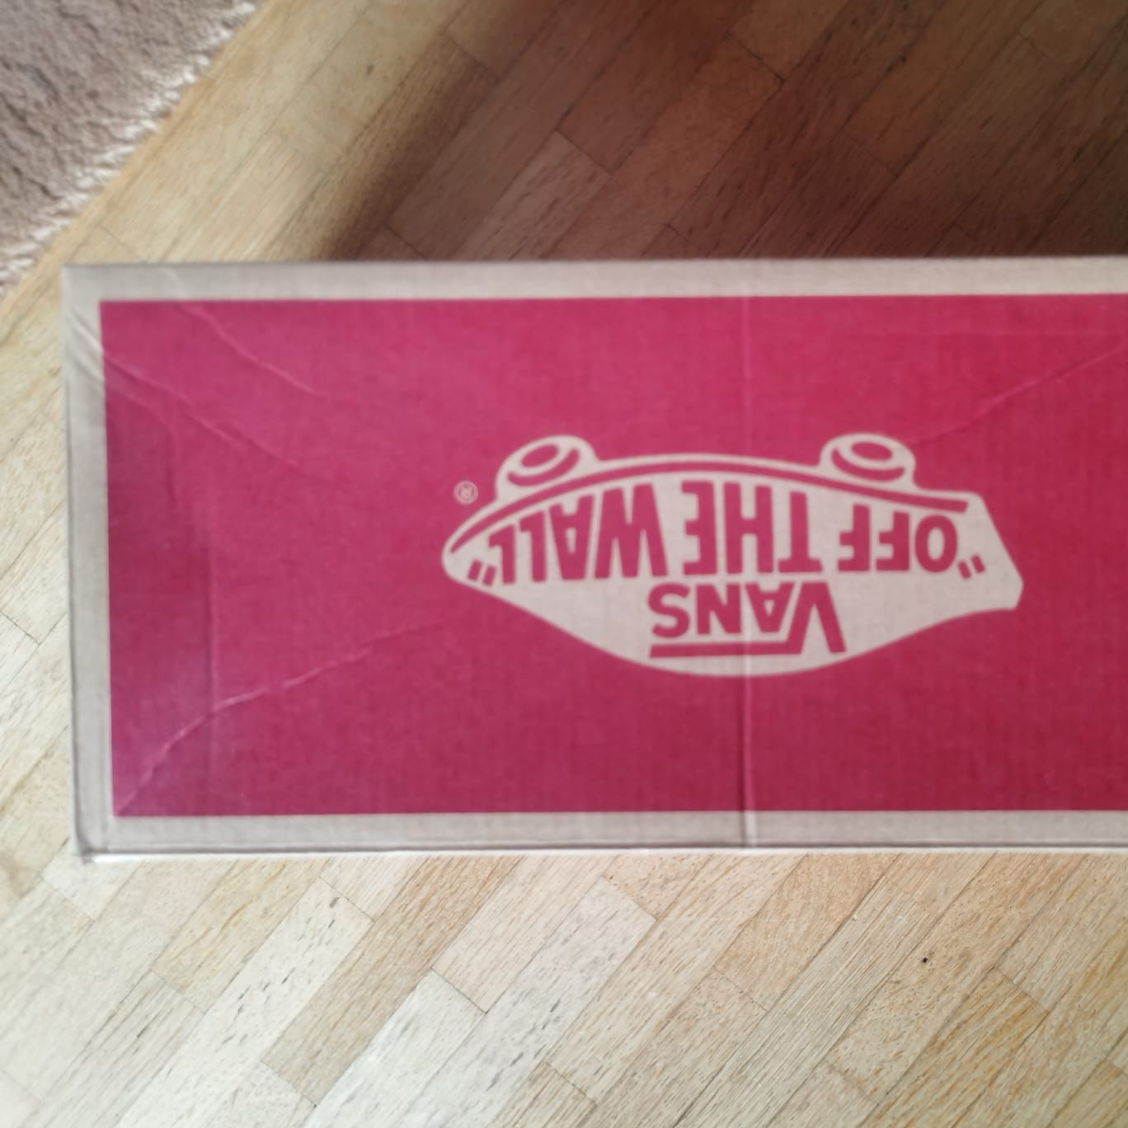 VANS
"OFF THE WALL"
®